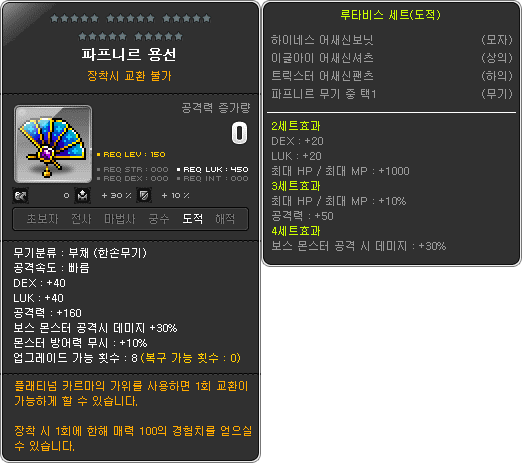 파프니르 용선
장착시 교환 불가
공격력 증가량
0
REQ LEV : 150
REQ STR : 000
REQ LUK : 450
REQ DEX : 000
REQ INT : 000
0
+ 30 %
+ 10 %
초보자 전사 마법사 궁수 도적 해적
무기분류 : 부채 (한손무기)
공격속도 : 빠름
DEX : +40
LUK : +40
공격력 : +160
보스 몬스터 공격시 데미지 +30%
몬스터 방어력 무시 : +10%
업그레이드 가능 횟수 : 8 (복구 가능 횟수 : 0)
플래티넘 카르마의 가위를 사용하면 1회 교환이
가능하게 할 수 있습니다.
장착 시 1회에 한해 매력 100의 경험치를 얻으실
수 있습니다.
루타비스 세트(도적)
하이네스 어새신보닛 (모자)
이글아이 어새신셔츠 (상의)
트릭스터 어새신팬츠 (하의)
파프니르 무기 중 택1 (무기)
2세트효과
DEX : +20
LUK : +20
최대 HP / 최대 MP : +1000
3세트효과
최대 HP / 최대 MP : +10%
공격력 : +50
4세트효과
보스 몬스터 공격 시 데미지 : +30%